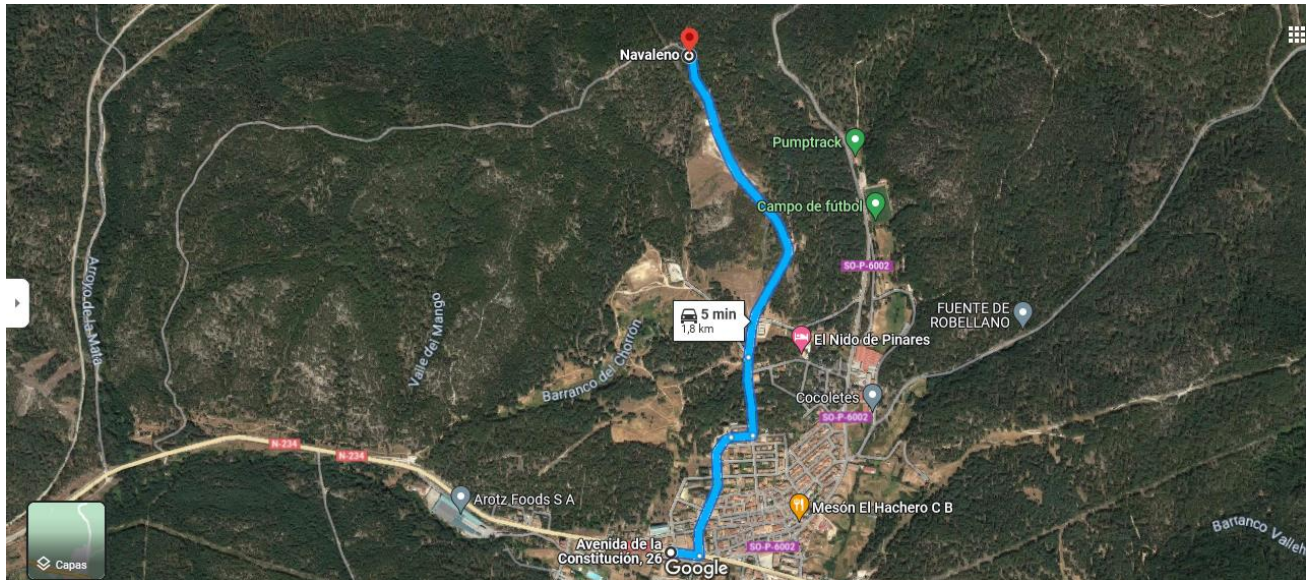 Navaleno
Pumptrack
Campo de fútbol
SO-P-6002
Arroyo de la Mata
Valle del Mango
5 min
1,8 km
FUENTE DE
ROBELLANO
El Nido de Pinares
Barranco del Chorrón
Cocoletes
SO-P-6002
N-234
N-234
Arotz Foods S A
Mesón El Hachero C B
Avenida de la
Constitución, 26
SO-P-6002
Barranco Valleh
Google
Capas